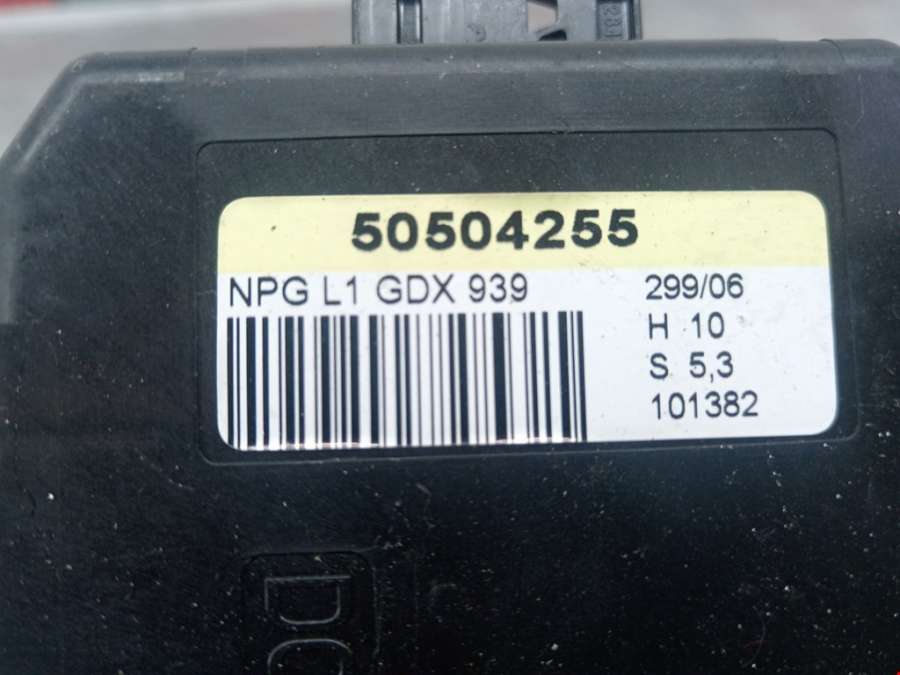 50504255
NPG L1 GDX 939
299/06
H 10
S 5,3
101382